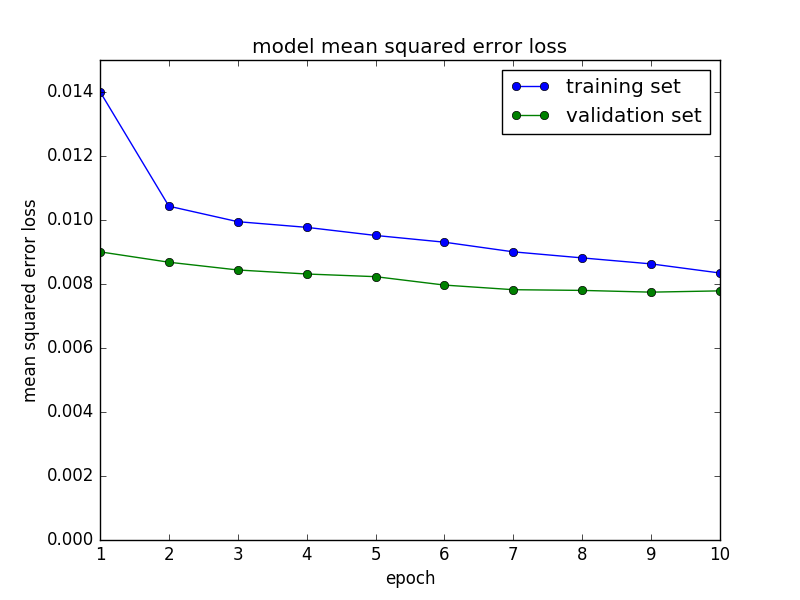 model mean squared error loss
training set
validation set
mean squared error loss
0.014
0.012
0.010
0.008
0.006
0.004
0.002
0.000
1 2 3 4 5 6 7 8 9 10
epoch